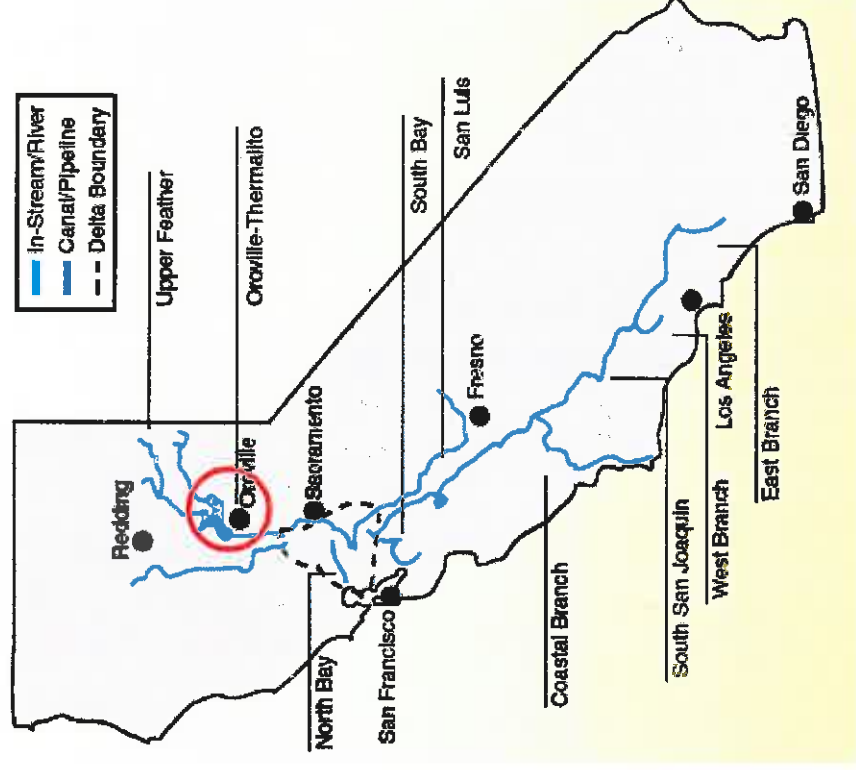 In-Stream/River
Canal/Pipeline
Delta Boundary
Upper Feather
Oroville-Thermalito
South Bay
San Luis
Redding
Oroville
Sacramento
Fresno
North Bay
San Francisco
Coastal Branch
South San Joaquin
West Branch
Los Angeles
East Branch
San Diego